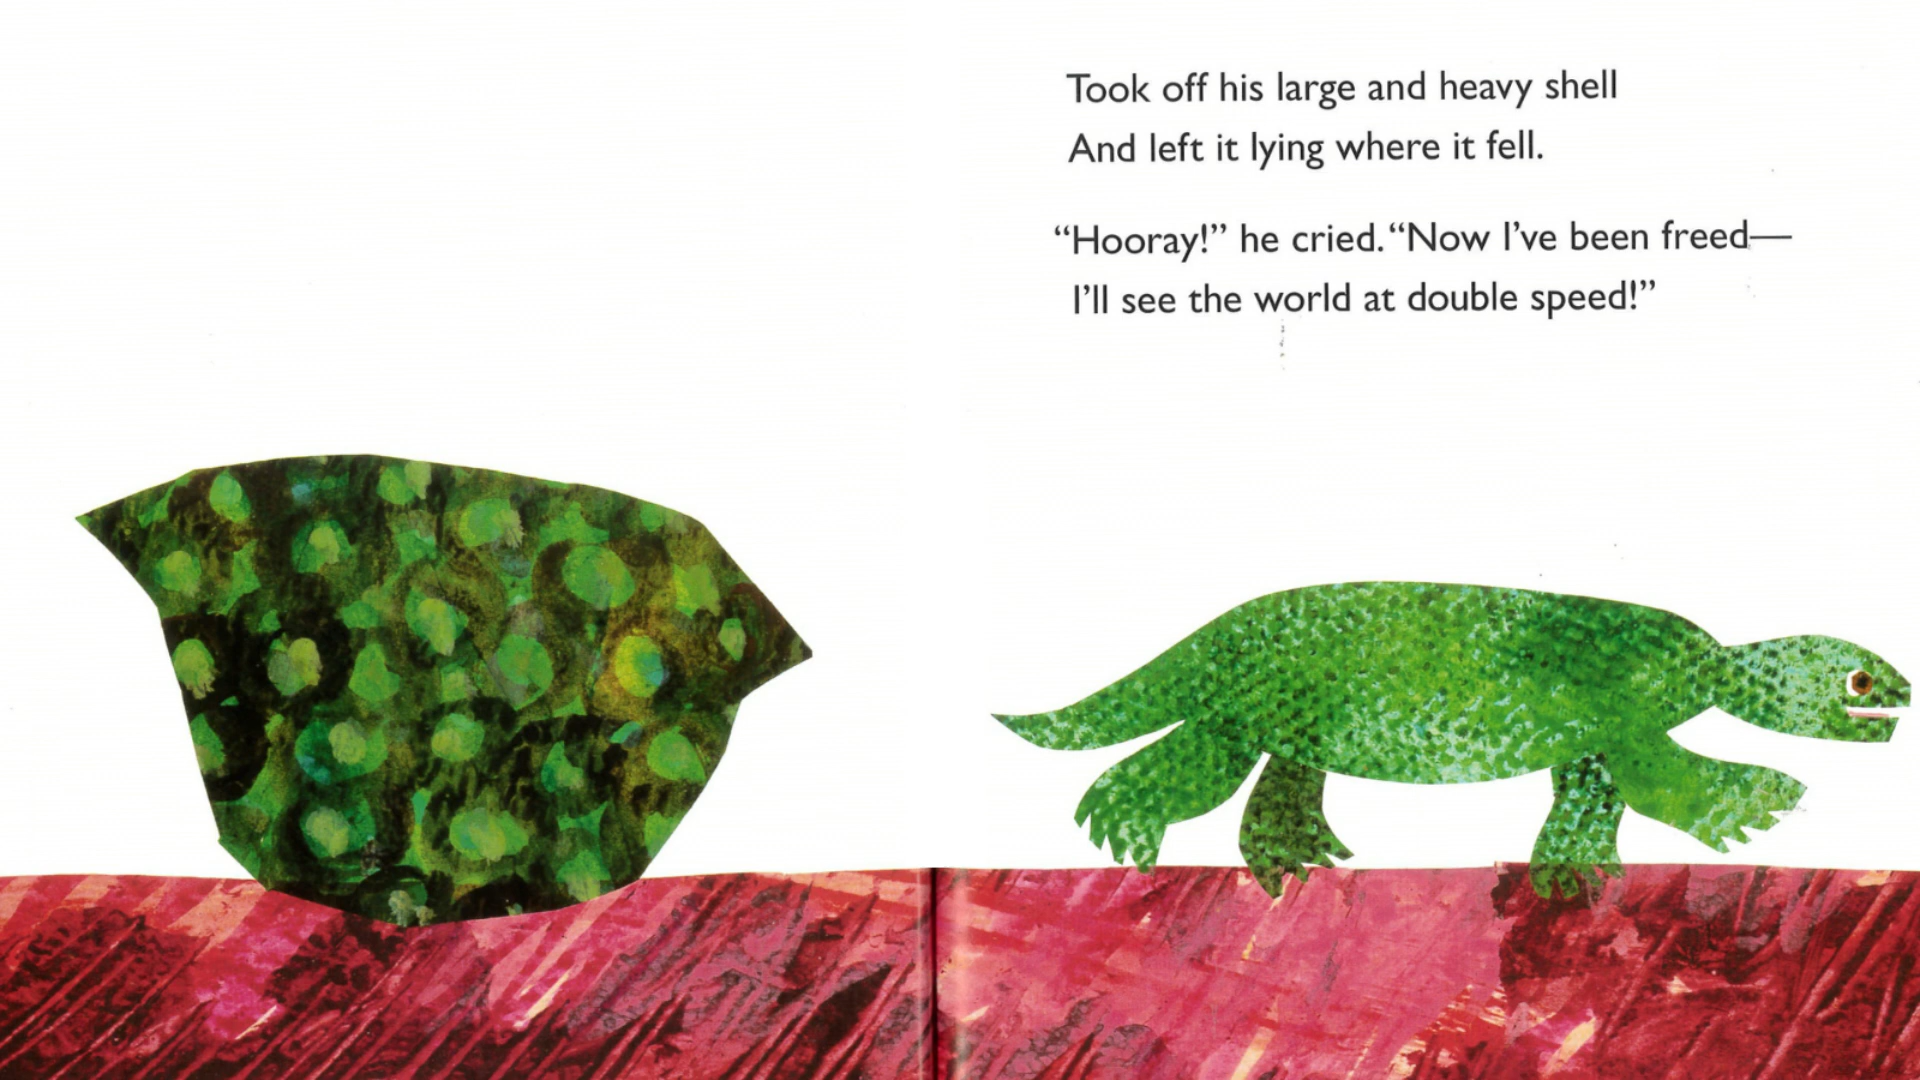 Took off his large and heavy shell
And left it lying where it fell.
“Hooray!” he cried. “Now I’ve been freed—
I’ll see the world at double speed!”